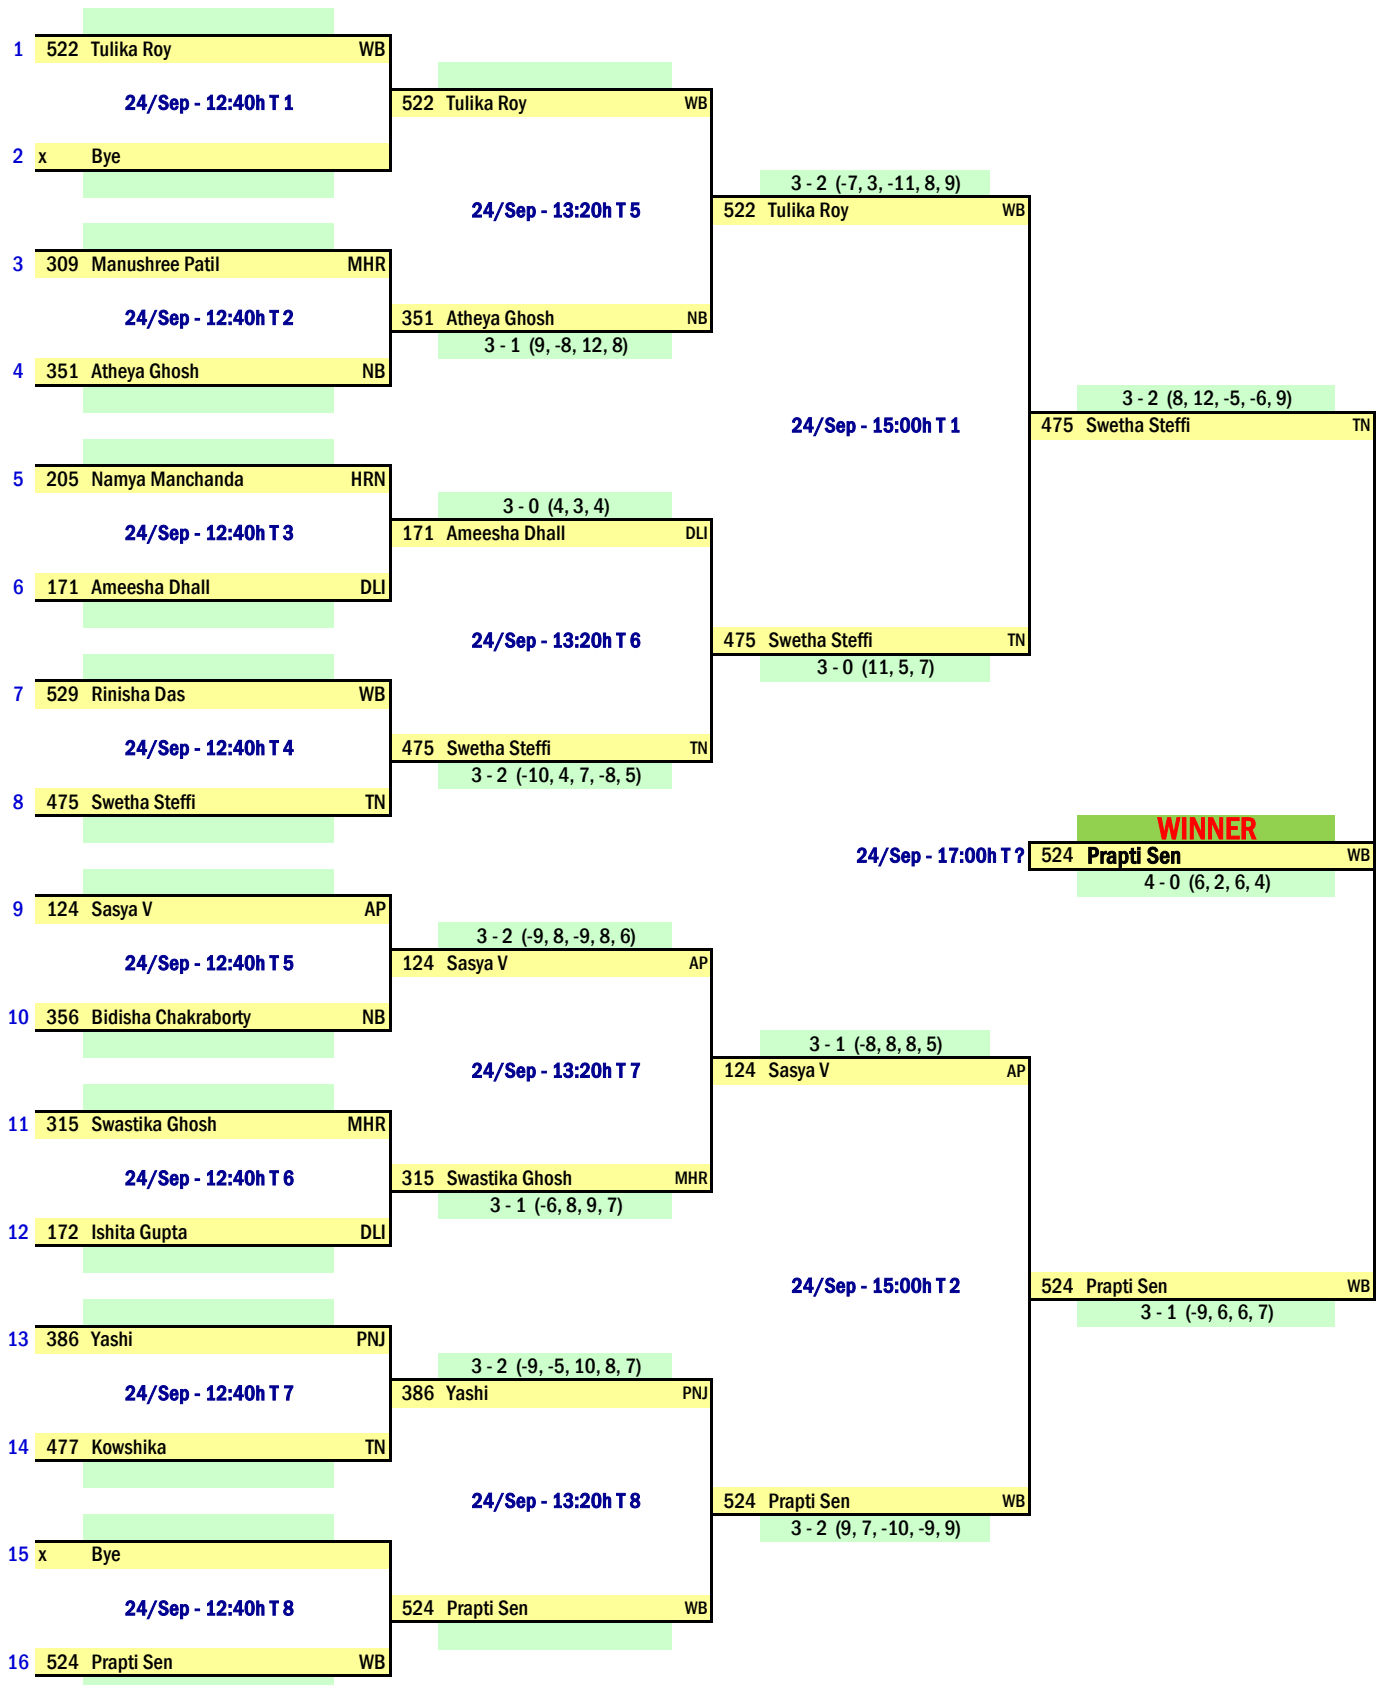 1 522 Tulika Roy WB
24/Sep - 12:40h T 1
2 x Bye
3 309 Manushree Patil MHR
24/Sep - 12:40h T 2
4 351 Atheya Ghosh NB
5 205 Namya Manchanda HRN
24/Sep - 12:40h T 3
6 171 Ameesha Dhall DLI
7 529 Rinisha Das WB
24/Sep - 12:40h T 4
8 475 Swetha Steffi TN
9 124 Sasya V AP
24/Sep - 12:40h T 5
10 356 Bidisha Chakraborty NB
11 315 Swastika Ghosh MHR
24/Sep - 12:40h T 6
12 172 Ishita Gupta DLI
13 386 Yashi PNJ
24/Sep - 12:40h T 7
14 477 Kowshika TN
15 x Bye
24/Sep - 12:40h T 8
16 524 Prapti Sen WB
522 Tulika Roy WB
24/Sep - 13:20h T 5
351 Atheya Ghosh NB
3 - 1 (9, -8, 12, 8)
3 - 0 (4, 3, 4)
171 Ameesha Dhall DLI
24/Sep - 13:20h T 6
475 Swetha Steffi TN
3 - 2 (-10, 4, 7, -8, 5)
3 - 2 (-9, 8, -9, 8, 6)
124 Sasya V AP
24/Sep - 13:20h T 7
315 Swastika Ghosh MHR
3 - 1 (-6, 8, 9, 7)
3 - 2 (-9, -5, 10, 8, 7)
386 Yashi PNJ
24/Sep - 13:20h T 8
524 Prapti Sen WB
3 - 2 (-7, 3, -11, 8, 9)
522 Tulika Roy WB
24/Sep - 15:00h T 1
475 Swetha Steffi TN
3 - 0 (11, 5, 7)
3 - 1 (-8, 8, 8, 5)
124 Sasya V AP
24/Sep - 15:00h T 2
524 Prapti Sen WB
3 - 2 (9, 7, -10, -9, 9)
3 - 2 (8, 12, -5, -6, 9)
475 Swetha Steffi TN
WINNER
24/Sep - 17:00h T ? 524 Prapti Sen WB
4 - 0 (6, 2, 6, 4)
524 Prapti Sen WB
3 - 1 (-9, 6, 6, 7)